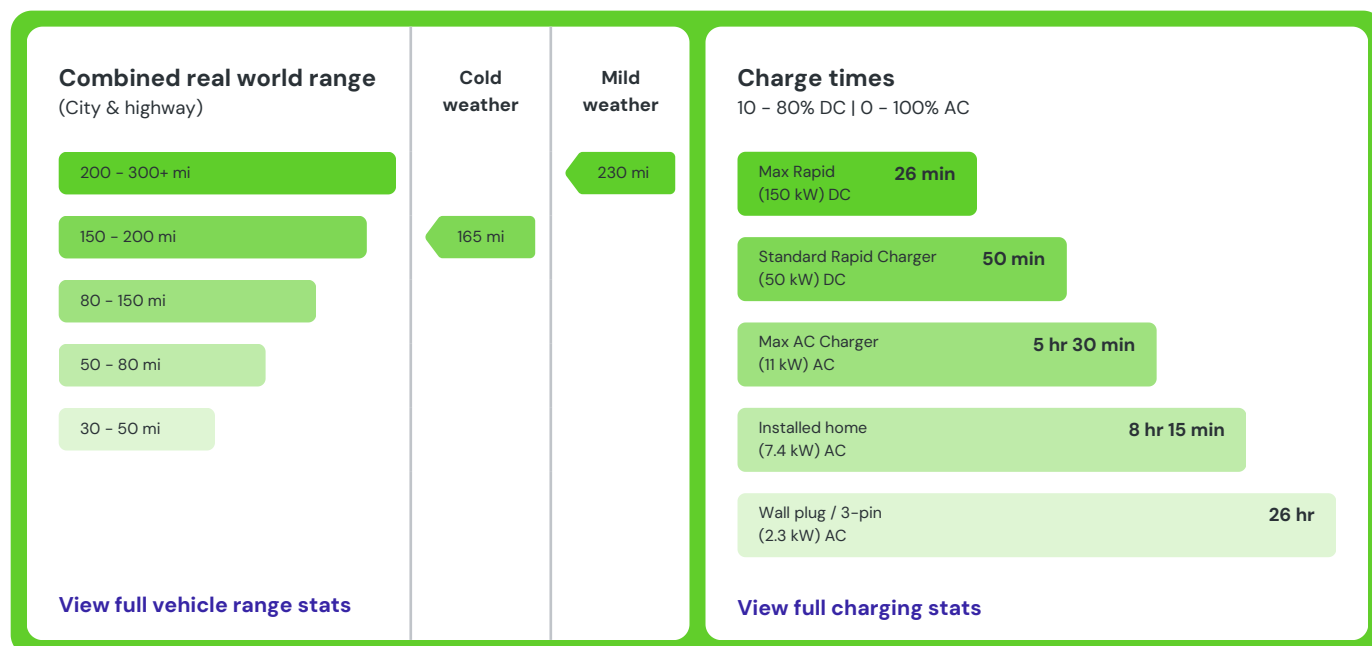 Combined real world range
(City & highway)
Cold
weather
Mild
weather
200 - 300+ mi
230 mi
150 - 200 mi
165 mi
80 - 150 mi
50 - 80 mi
30 - 50 mi
View full vehicle range stats
Charge times
10 - 80% DC | 0 - 100% AC
Max Rapid
(150 kW) DC
26 min
Standard Rapid Charger
(50 kW) DC
50 min
Max AC Charger
(11 kW) AC
5 hr 30 min
Installed home
(7.4 kW) AC
8 hr 15 min
Wall plug / 3-pin
(2.3 kW) AC
26 hr
View full charging stats